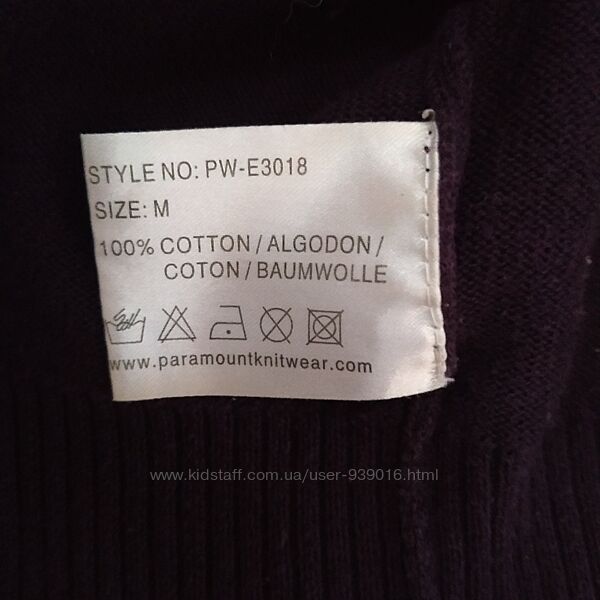 STYLE NO: PW-E3018
SIZE: M
100% COTTON / ALGODON /
COTON / BAUMWOLLE
www.paramountknitwear.com
www.kidstaff.com.ua/user-939016.html